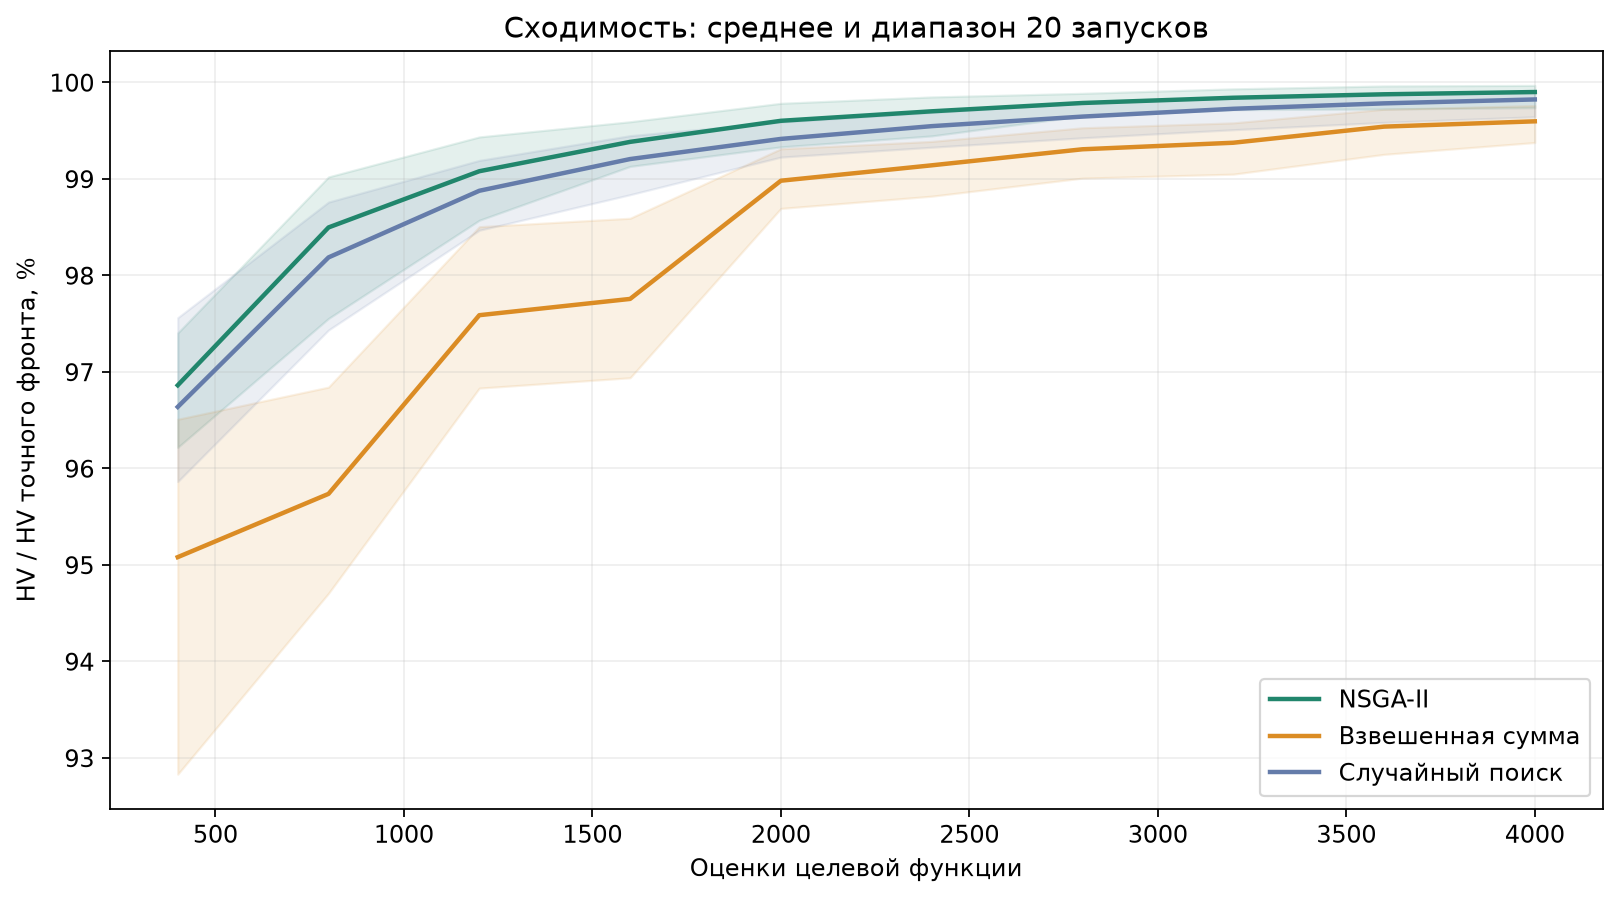 Сходимость: среднее и диапазон 20 запусков
HV / HV точного фронта, %
100
99
98
97
96
95
94
93
NSGA-II
Взвешенная сумма
Случайный поиск
500 1000 1500 2000 2500 3000 3500 4000
Оценки целевой функции